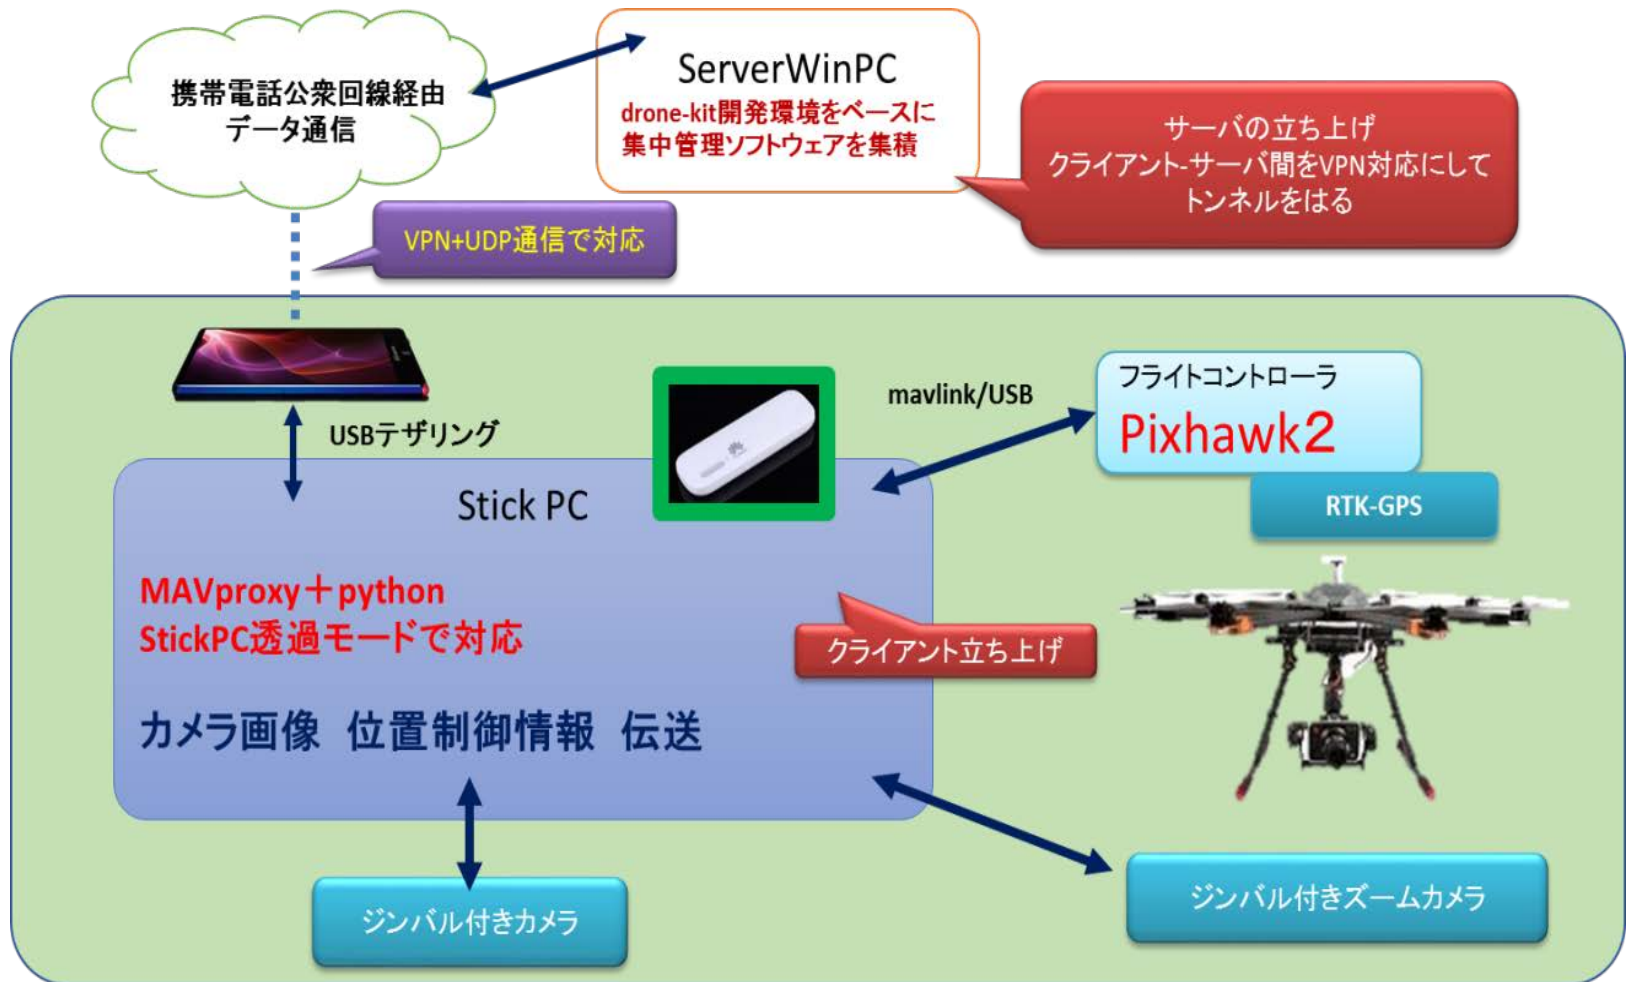 携帯電話公衆回線経由
データ通信
ServerWinPC
drone-kit開発環境をベースに
集中管理ソフトウェアを集積
サーバの立ち上げ
クライアント-サーバ間をVPN対応にして
トンネルをはる
VPN+UDP通信で対応
USBテザリング
mavlink/USB
フライトコントローラ
Pixhawk2
RTK-GPS
Stick PC
MAVproxy＋python
StickPC透過モードで対応
クライアント立ち上げ
カメラ画像 位置制御情報 伝送
ジンバル付きカメラ
ジンバル付きズームカメラ